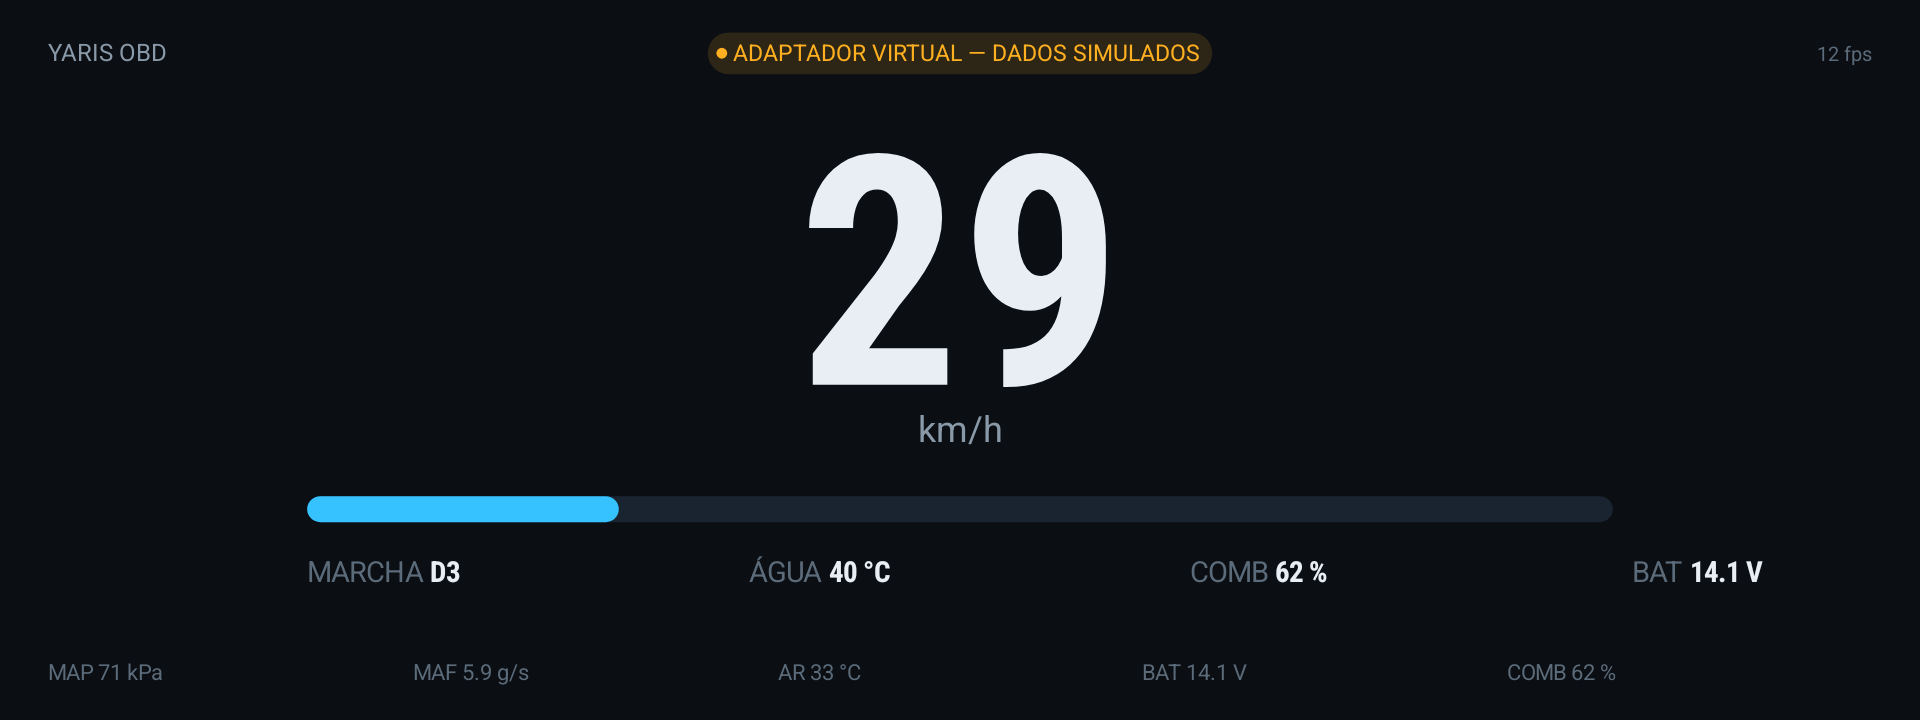 YARIS OBD
ADAPTADOR VIRTUAL — DADOS SIMULADOS
12 fps
29
km/h
MARCHA D3
ÁGUA 40 °C
COMB 62 %
BAT 14.1 V
MAP 71 kPa
MAF 5.9 g/s
AR 33 °C
BAT 14.1 V
COMB 62 %